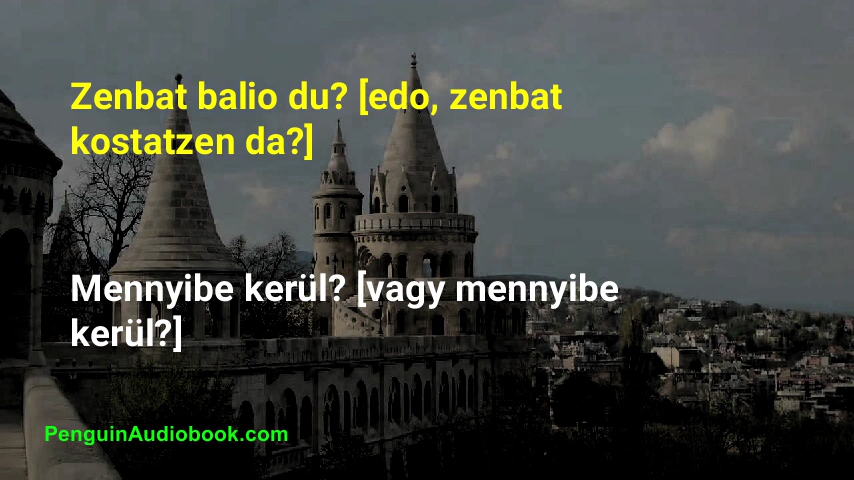 Zenbat balio du? [edo, zenbat
kostatzen da?]
Mennyibe kerül? [vagy mennyibe
kerül?]
PenguinAudiobook.com